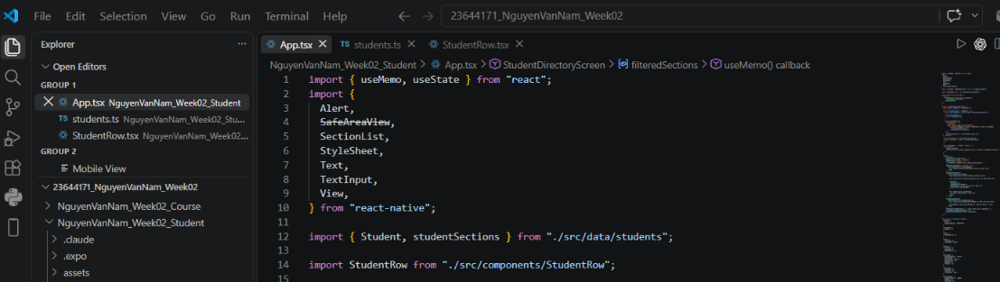 File Edit Selection View Go Run Terminal Help
23644171_NguyenVanNam_Week02
Explorer
Open Editors
GROUP 1
App.tsx NguyenVanNam_Week02_Student
TS students.ts NguyenVanNam_Week02_Stu...
StudentRow.tsx NguyenVanNam_Week02...
GROUP 2
Mobile View
23644171_NguyenVanNam_Week02
NguyenVanNam_Week02_Course
NguyenVanNam_Week02_Student
.claude
.expo
assets
App.tsx TS students.ts StudentRow.tsx
NguyenVanNam_Week02_Student > App.tsx > StudentDirectoryScreen > filteredSections > useMemo() callback
1 import { useMemo, useState } from "react";
2 import {
3 Alert,
4 SafeAreaView,
5 SectionList,
6 StyleSheet,
7 Text,
8 TextInput,
9 View,
10 } from "react-native";
11
12 import { Student, studentSections } from "./src/data/students";
13
14 import StudentRow from "./src/components/StudentRow";
15